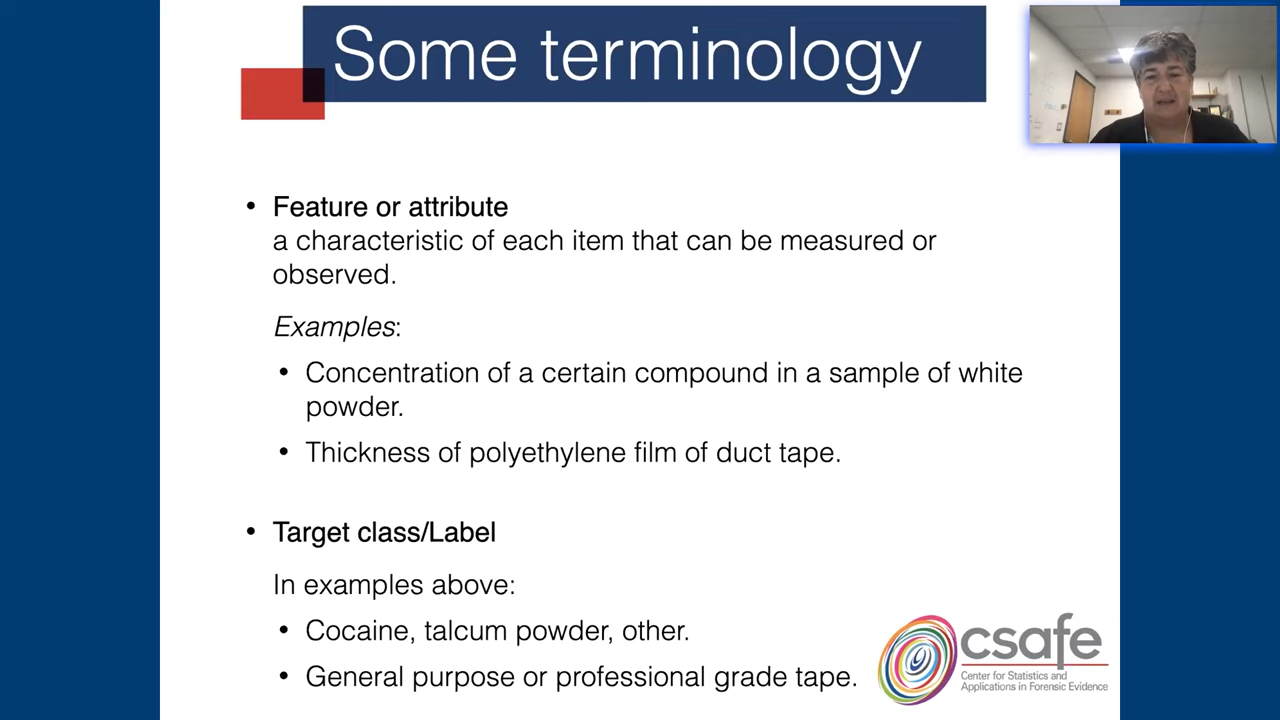 Some terminology
• Feature or attribute
a characteristic of each item that can be measured or
observed.
Examples:
• Concentration of a certain compound in a sample of white
powder.
• Thickness of polyethylene film of duct tape.
• Target class/Label
In examples above:
• Cocaine, talcum powder, other.
• General purpose or professional grade tape.
csafe
Center for Statistics and
Applications in Forensic Evidence